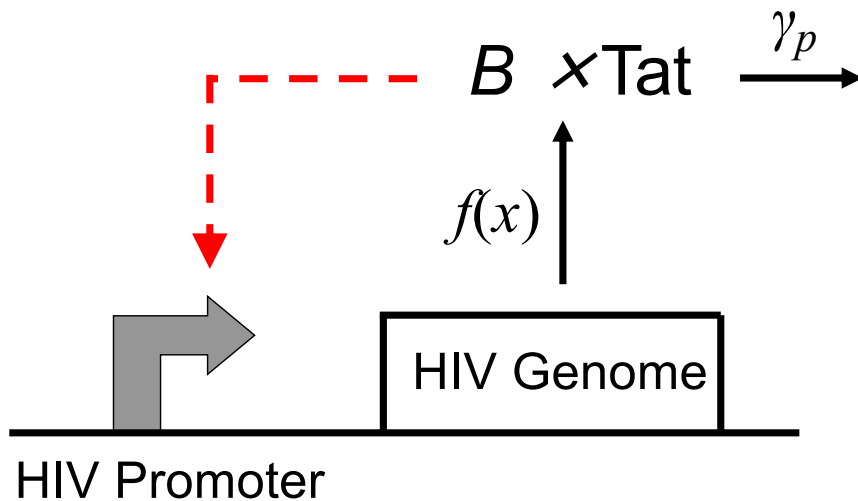 γp
B ×Tat
f(x)
HIV Genome
HIV Promoter